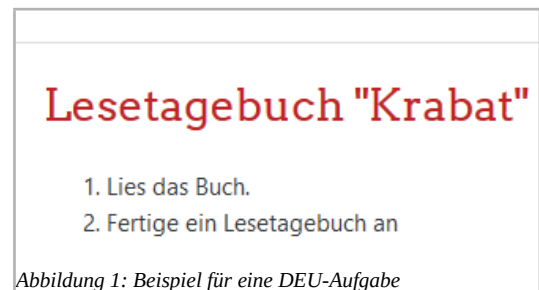 Lesetagebuch "Krabat"
1. Lies das Buch.
2. Fertige ein Lesetagebuch an
Abbildung 1: Beispiel für eine DEU-Aufgabe